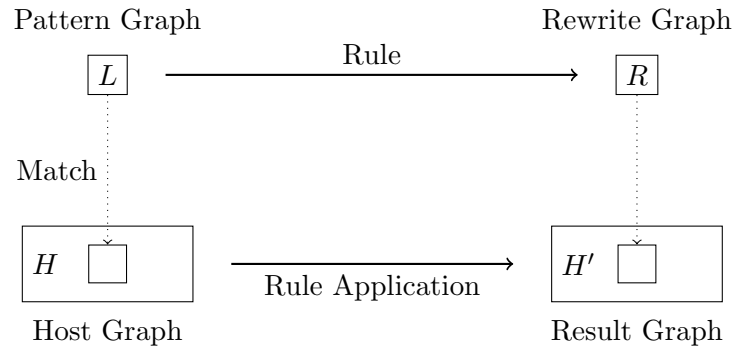 Pattern Graph
Rewrite Graph
Rule
L
R
Match
H
H'
Rule Application
Host Graph
Result Graph